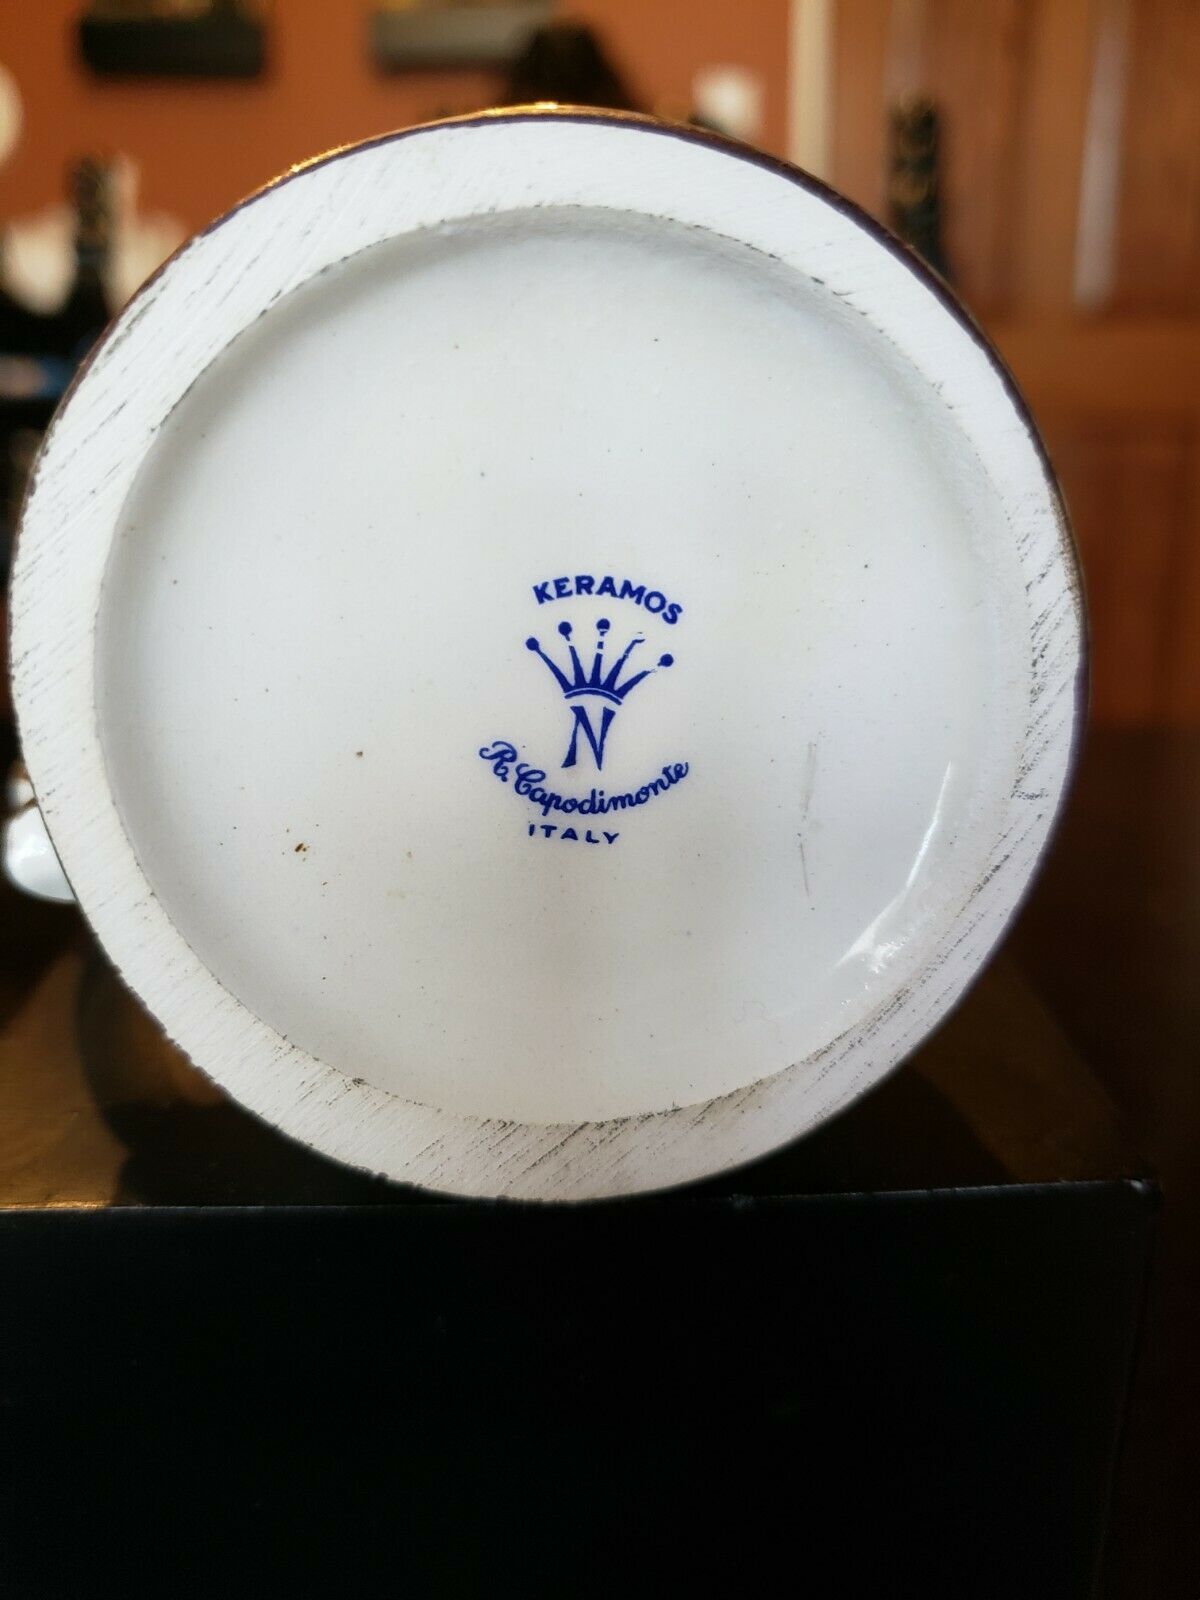 KERAMOS
N
R. Capodimonte
ITALY